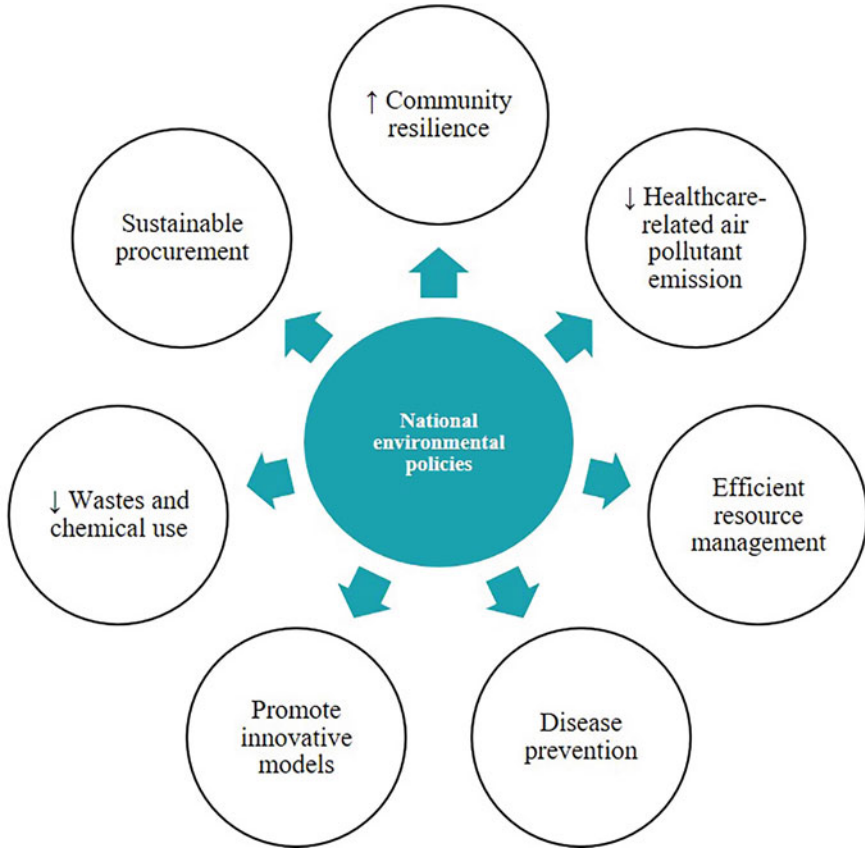 ↑ Community
resilience
↓ Healthcare-
related air
pollutant
emission
Efficient
resource
management
Disease
prevention
Promote
innovative
models
↓ Wastes and
chemical use
Sustainable
procurement
National
environmental
policies